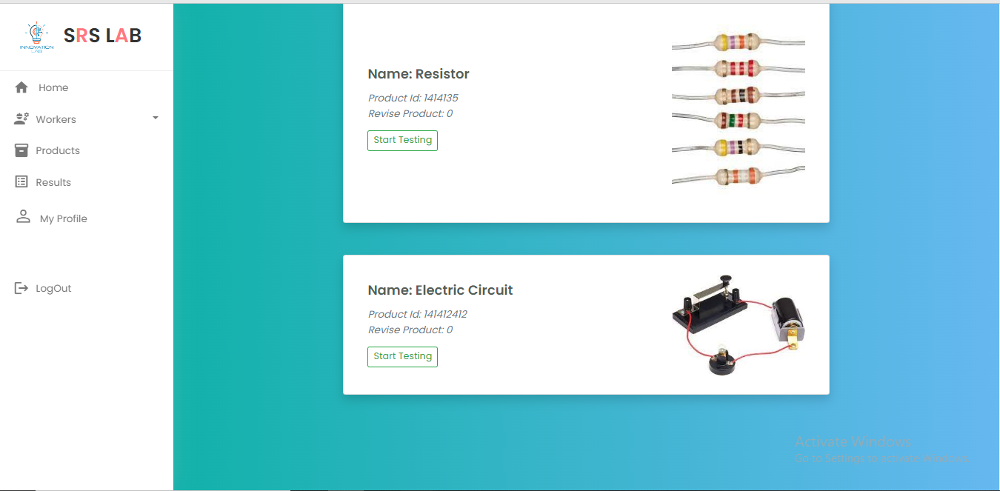 INNOVATION
LAB
SRS LAB
Home
Workers
Products
Results
My Profile
LogOut
Name: Resistor
Product Id: 1414135
Revise Product: 0
Start Testing
Name: Electric Circuit
Product Id: 141412412
Revise Product: 0
Start Testing
Activate Windows
Go to Settings to activate Windows.